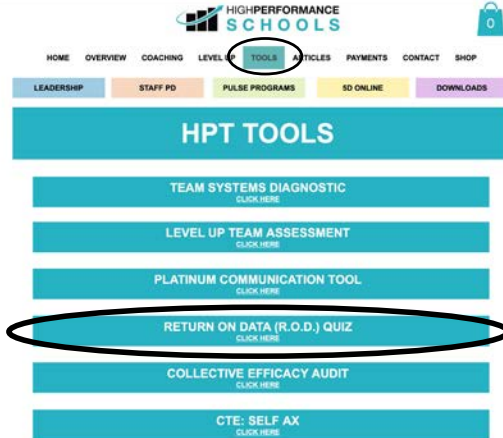 HIGHPERFORMANCE
SCHOOLS
0
HOME OVERVIEW COACHING LEVEL UP TOOLS ARTICLES PAYMENTS CONTACT SHOP
LEADERSHIP STAFF PD PULSE PROGRAMS 5D ONLINE DOWNLOADS
HPT TOOLS
TEAM SYSTEMS DIAGNOSTIC
CLICK HERE
LEVEL UP TEAM ASSESSMENT
CLICK HERE
PLATINUM COMMUNICATION TOOL
CLICK HERE
RETURN ON DATA (R.O.D.) QUIZ
CLICK HERE
COLLECTIVE EFFICACY AUDIT
CLICK HERE
CTE: SELF AX
CLICK HERE